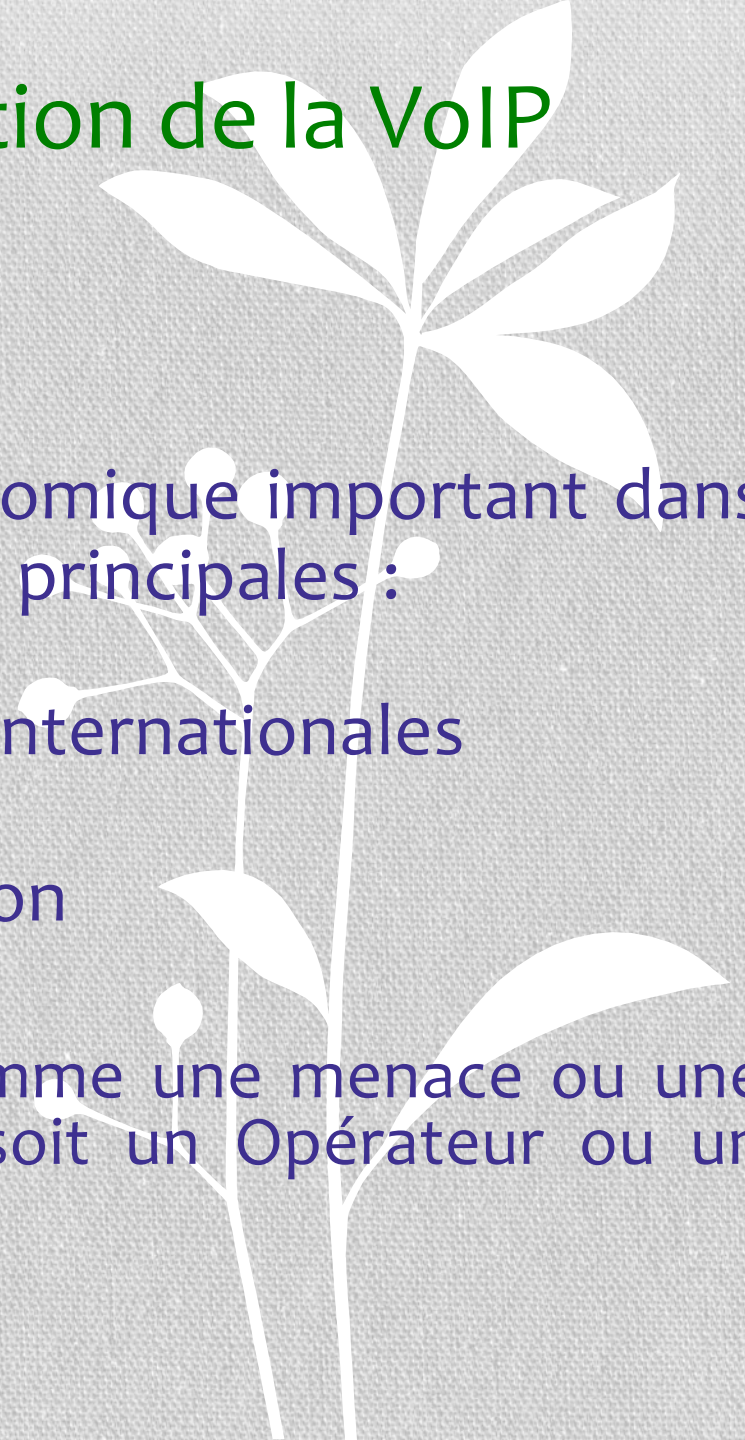 tion de la VoIP
omique important dans
principales :
nternationales
on
mme une menace ou une
soit un Opérateur ou un